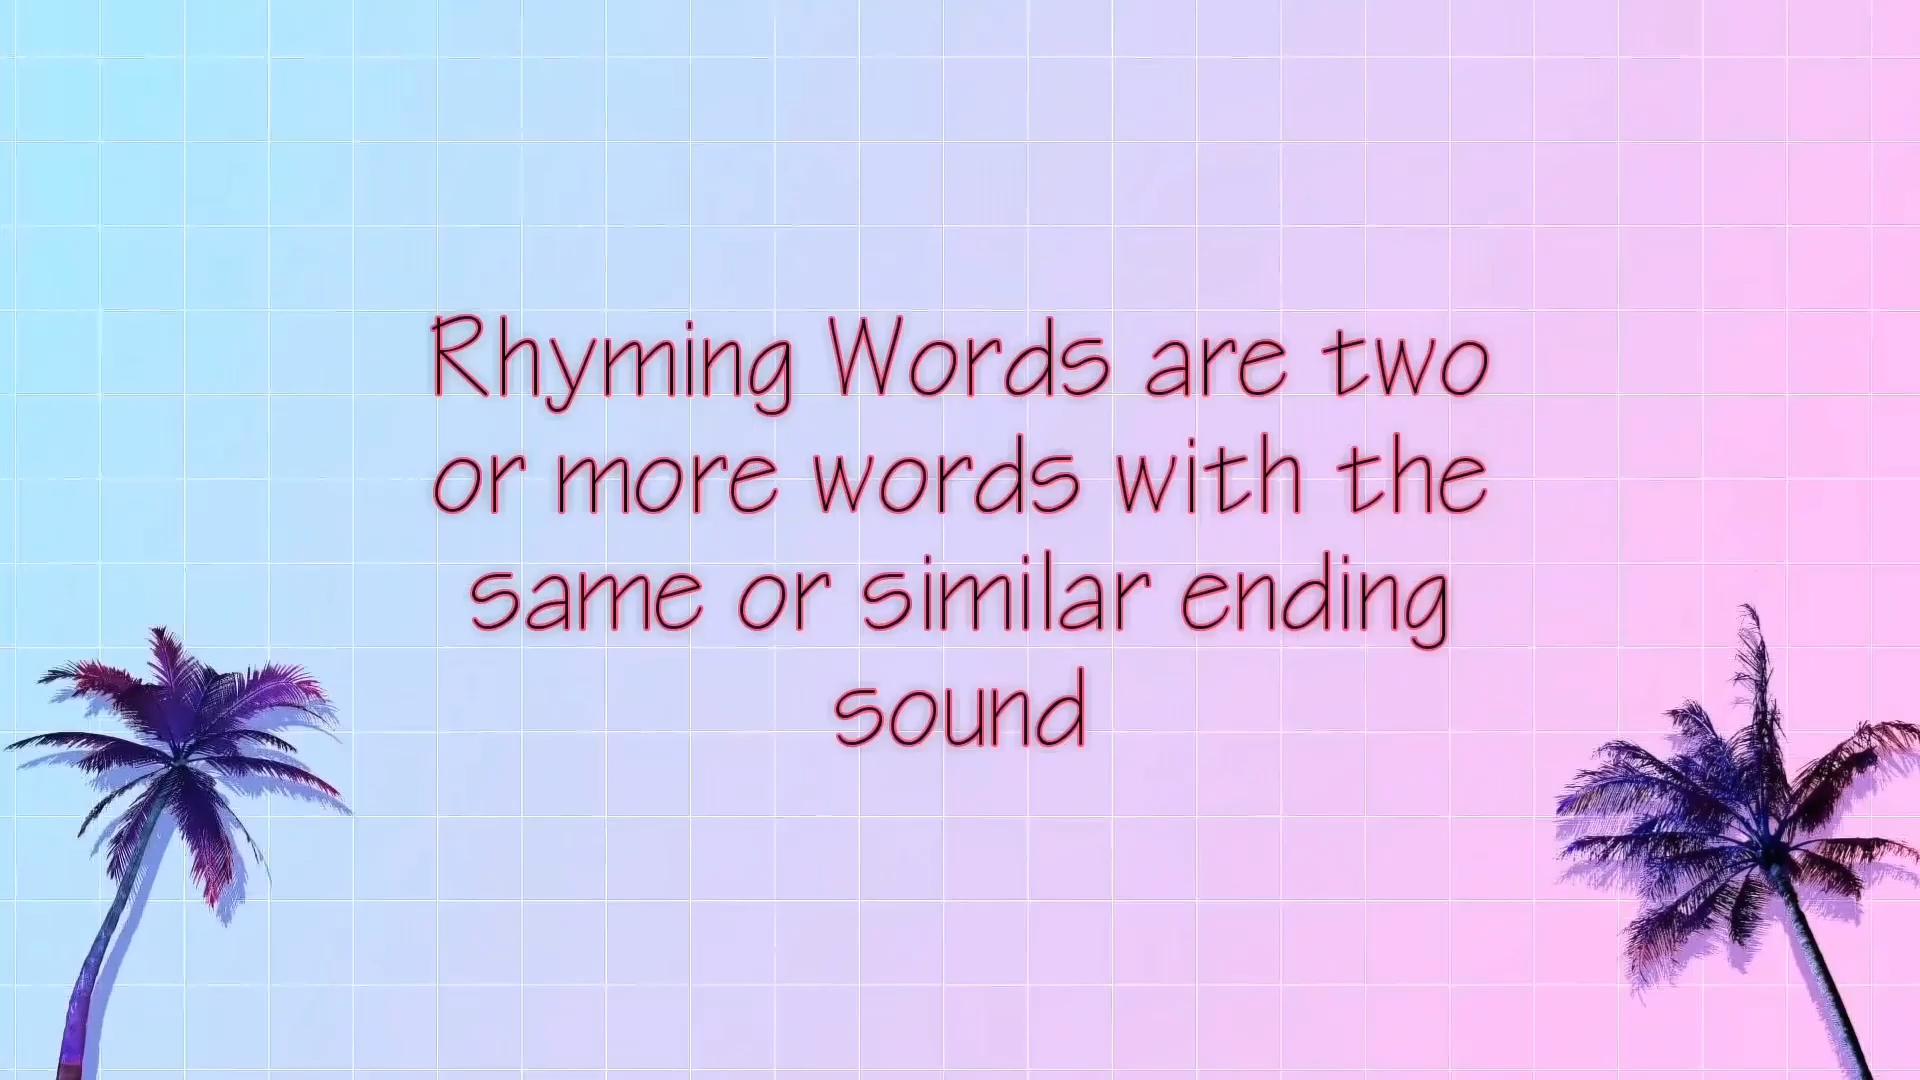 Rhyming Words are two
or more words with the
same or similar ending
sound